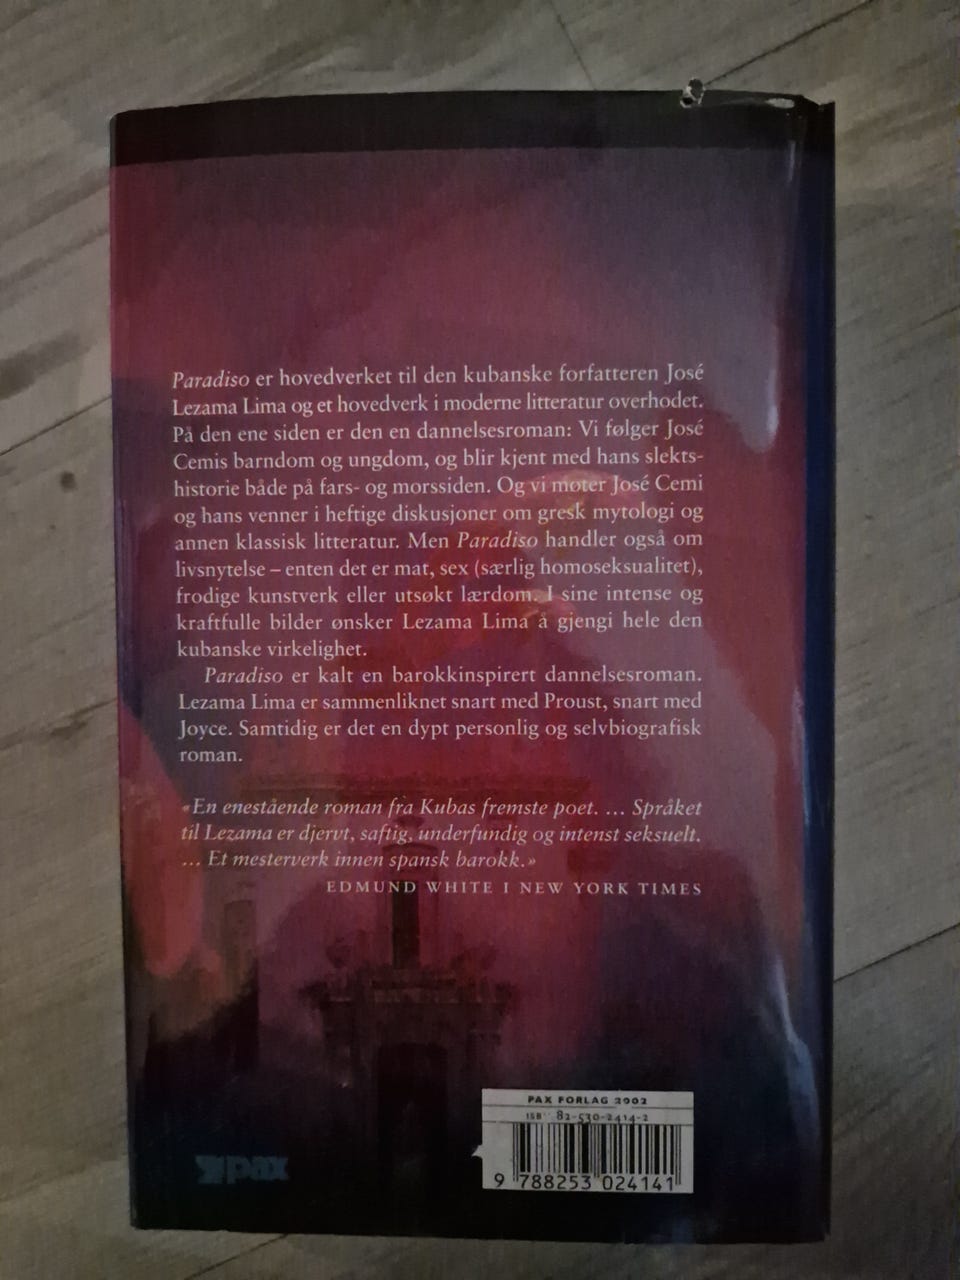 Paradiso er hovedverket til den kubanske forfatteren José
Lezama Lima og et hovedverk i moderne litteratur overhodet.
På den ene siden er den en dannelsesroman: Vi følger José
Cemis barndom og ungdom, og blir kjent med hans slekts-
historie både på fars- og morssiden. Og vi møter José Cemi
og hans venner i heftige diskusjoner om gresk mytologi og
annen klassisk litteratur. Men Paradiso handler også om
livsnytelse – enten det er mat, sex (særlig homoseksualitet),
frodige kunstverk eller utsøkt lærdom. I sine intense og
kraftfulle bilder ønsker Lezama Lima å gjengi hele den
kubanske virkelighet.
Paradiso er kalt en barokkinspirert dannelsesroman.
Lezama Lima er sammenliknet snart med Proust, snart med
Joyce. Samtidig er det en dypt personlig og selvbiografisk
roman.
«En enestående roman fra Kubas fremste poet. ... Språket
til Lezama er djervt, saftig, underfundig og intenst seksuelt.
... Et mesterverk innen spansk barokk.»
EDMUND WHITE I NEW YORK TIMES
PAX FORLAG 2002
ISBN 82-530-2414-2
9 788253 024141
pax